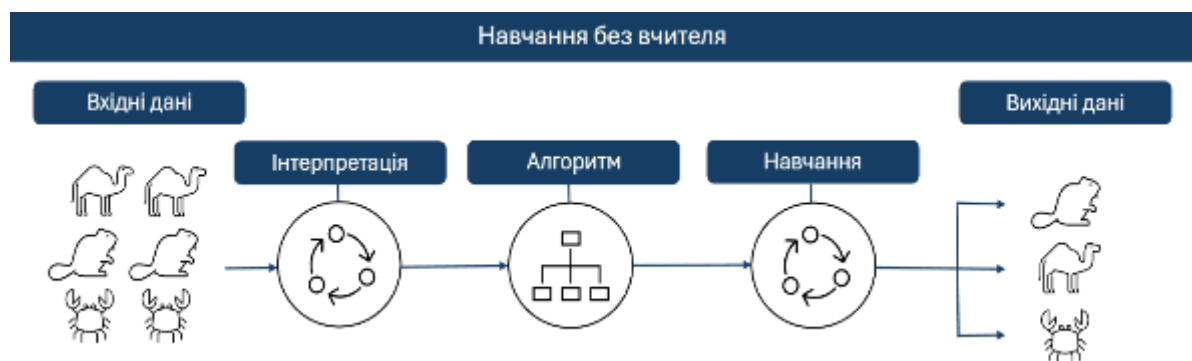 Навчання без вчителя
Вхідні дані
Вихідні дані
Інтерпретація
Алгоритм
Навчання